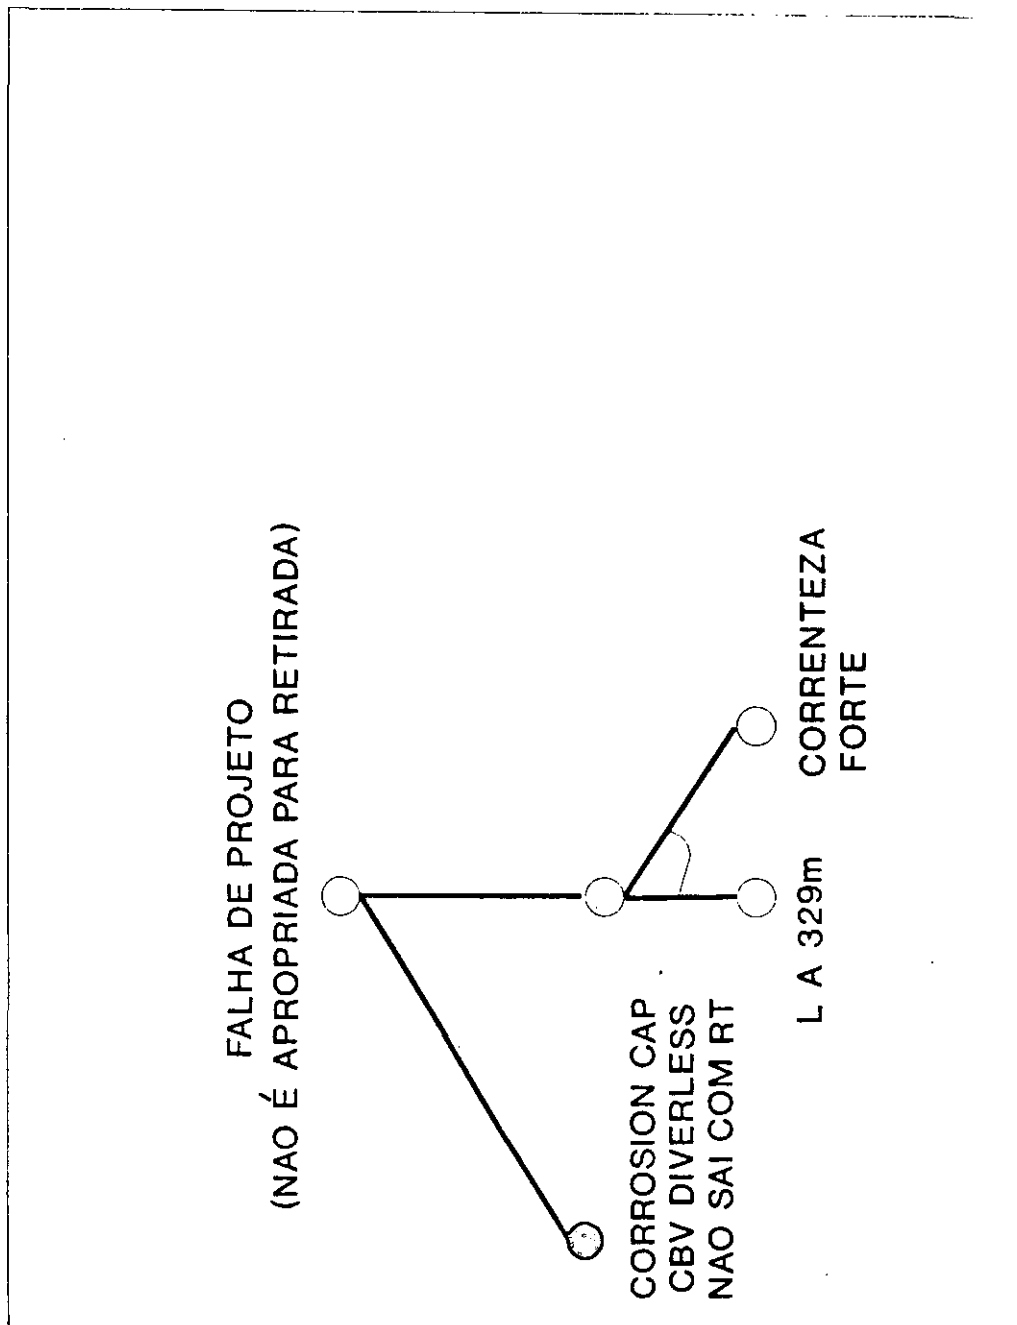 FALHA DE PROJETO
(NAO É APROPRIADA PARA RETIRADA)
CORROSION CAP
CBV DIVERLESS
NAO SAI COM RT
L A 329m
CORRENTEZA
FORTE